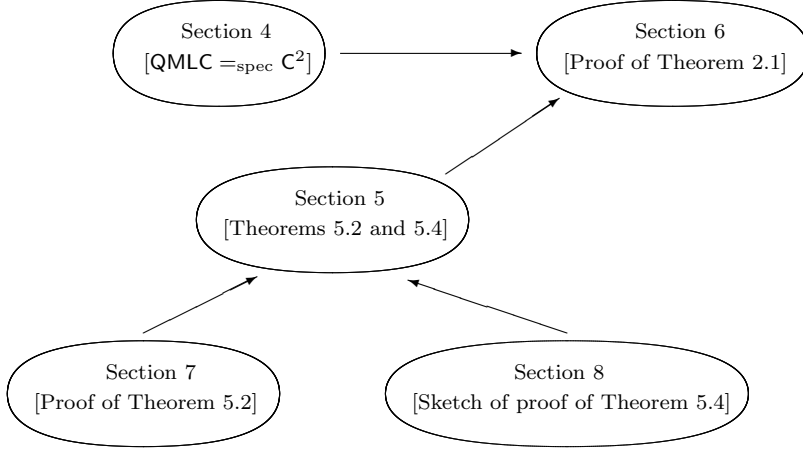 Section 4
[QMLC =spec C²]
Section 6
[Proof of Theorem 2.1]
Section 5
[Theorems 5.2 and 5.4]
Section 7
[Proof of Theorem 5.2]
Section 8
[Sketch of proof of Theorem 5.4]